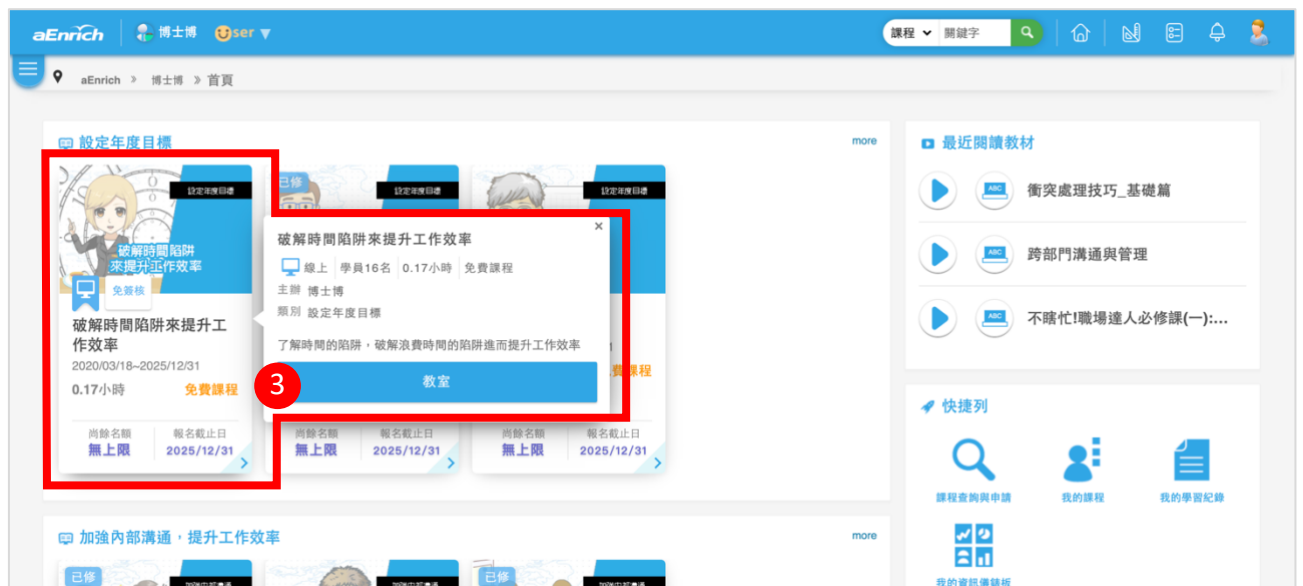 aEnrich 博士博 User ▼
課程 關鍵字
aEnrich 》 博士博 》 首頁
設定年度目標
more
設定年度目標
破解時間陷阱
來提升工作效率
免簽核
破解時間陷阱來提升工
作效率
2020/03/18~2025/12/31
0.17小時
免費課程
尚餘名額
無上限
報名截止日
2025/12/31
已修
設定年度目標
尚餘名額
無上限
報名截止日
2025/12/31
設定年度目標
費課程
尚餘名額
無上限
報名截止日
2025/12/31
×
破解時間陷阱來提升工作效率
線上 學員16名 0.17小時 免費課程
主辦 博士博
類別 設定年度目標
了解時間的陷阱，破解浪費時間的陷阱進而提升工作效率
3
教室
加強內部溝通，提升工作效率
more
已修
已修
最近閱讀教材
ABC
衝突處理技巧_基礎篇
ABC
跨部門溝通與管理
ABC
不瞎忙!職場達人必修課(一):...
快捷列
課程查詢與申請
我的課程
我的學習紀錄
我的資訊儀錶板